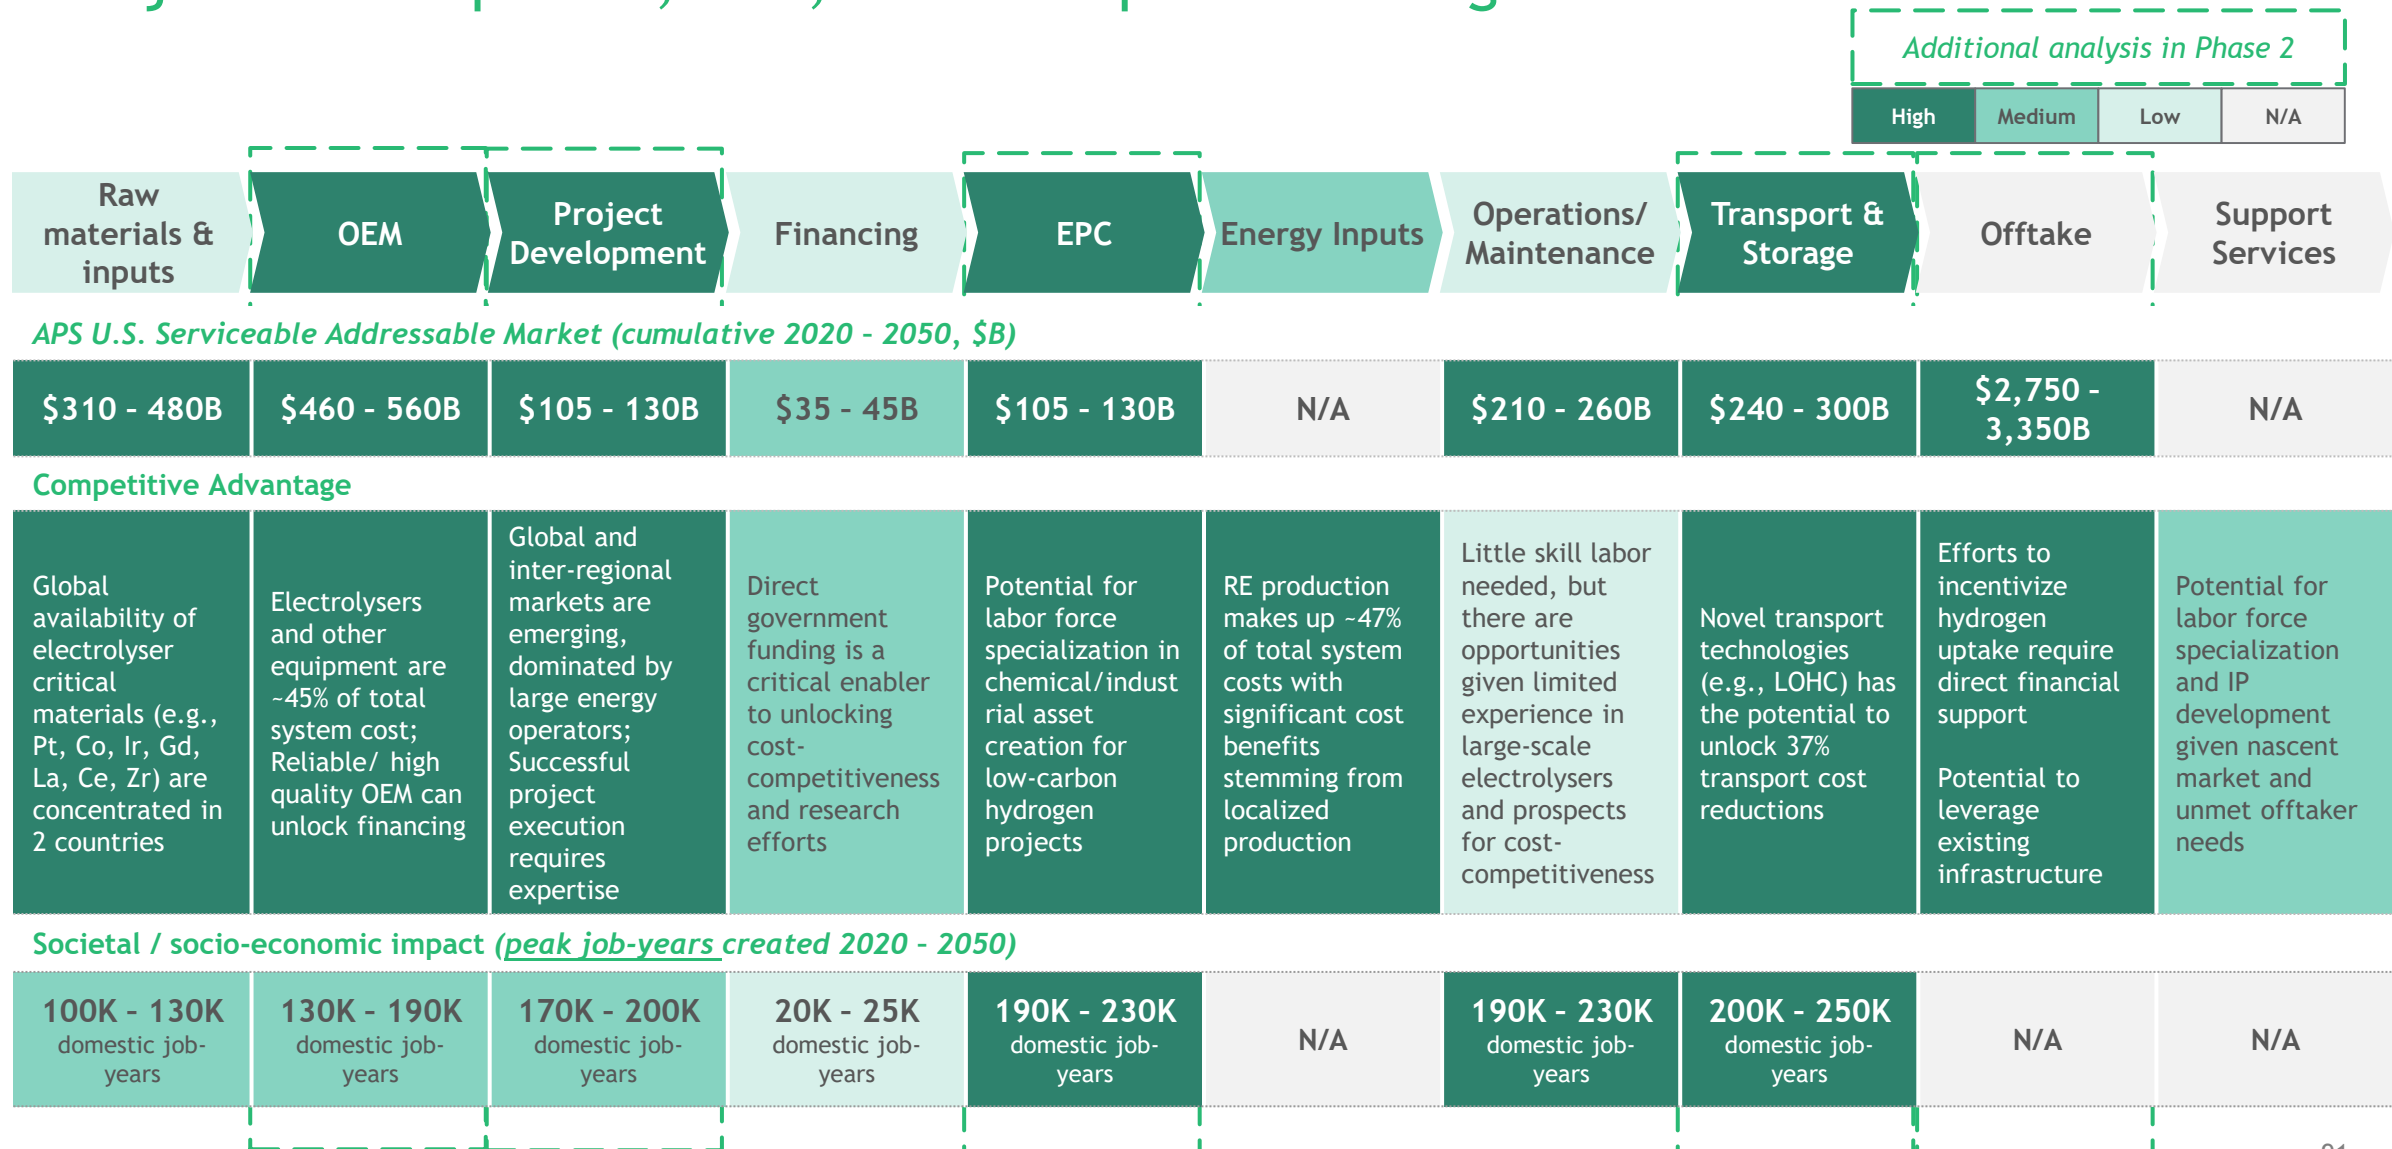 Additional analysis in Phase 2
High
Medium
Low
N/A
Raw
materials &
inputs
OEM
Project
Development
Financing
EPC
Energy Inputs
Operations/
Maintenance
Transport &
Storage
Offtake
Support
Services
APS U.S. Serviceable Addressable Market (cumulative 2020 – 2050, $B)
$310 – 480B
$460 – 560B
$105 – 130B
$35 – 45B
$105 – 130B
N/A
$210 – 260B
$240 – 300B
$2,750 –
3,350B
N/A
Competitive Advantage
Global
availability of
electrolyser
critical
materials (e.g.,
Pt, Co, Ir, Gd,
La, Ce, Zr) are
concentrated in
2 countries
Electrolysers
and other
equipment are
~45% of total
system cost;
Reliable/ high
quality OEM can
unlock financing
Global and
inter-regional
markets are
emerging,
dominated by
large energy
operators;
Successful
project
execution
requires
expertise
Direct
government
funding is a
critical enabler
to unlocking
cost-
competitiveness
and research
efforts
Potential for
labor force
specialization in
chemical/indust
rial asset
creation for
low-carbon
hydrogen
projects
RE production
makes up ~47%
of total system
costs with
significant cost
benefits
stemming from
localized
production
Little skill labor
needed, but
there are
opportunities
given limited
experience in
large-scale
electrolysers
and prospects
for cost-
competitiveness
Novel transport
technologies
(e.g., LOHC) has
the potential to
unlock 37%
transport cost
reductions
Efforts to
incentivize
hydrogen
uptake require
direct financial
support
Potential to
leverage
existing
infrastructure
Potential for
labor force
specialization
and IP
development
given nascent
market and
unmet offtaker
needs
Societal / socio-economic impact (peak job-years created 2020 – 2050)
100K – 130K
domestic job-
years
130K – 190K
domestic job-
years
170K – 200K
domestic job-
years
20K – 25K
domestic job-
years
190K – 230K
domestic job-
years
N/A
190K – 230K
domestic job-
years
200K – 250K
domestic job-
years
N/A
N/A